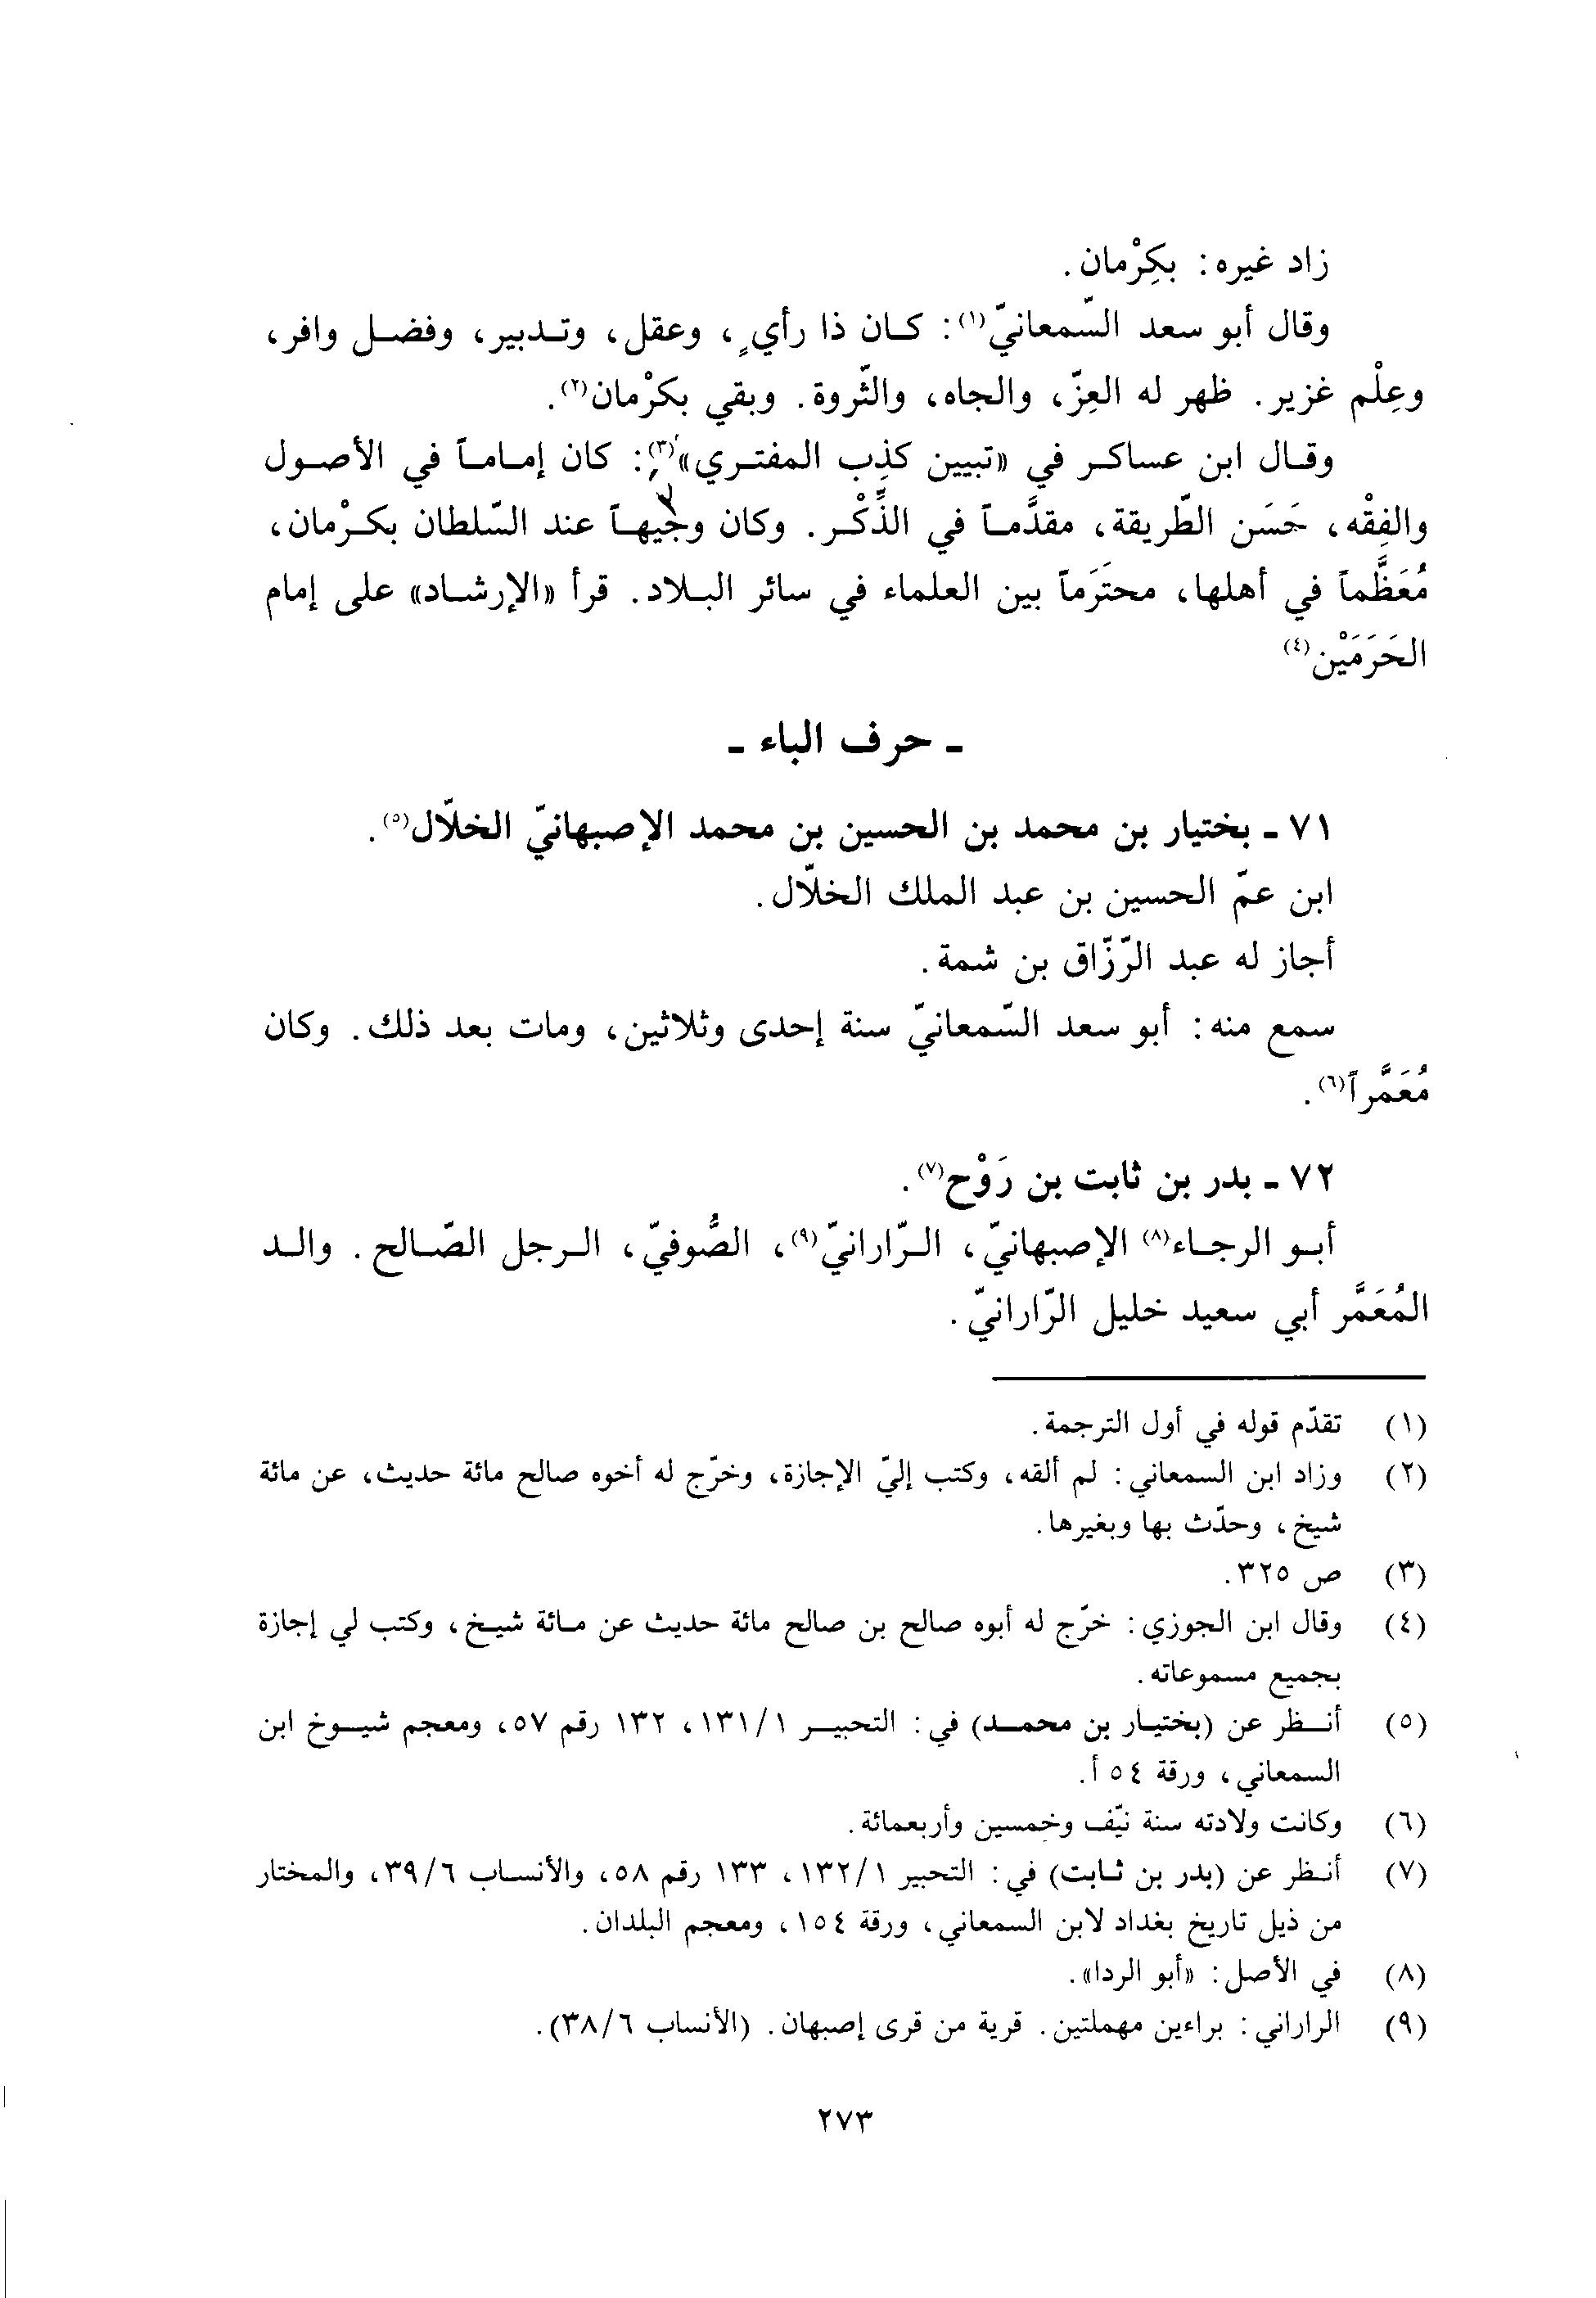 زاد غيره: بكِرْمان.
وقال أبو سعد السّمعانيّ(١): كان ذا رأيٍ، وعقل، وتدبير، وفضل وافر،
وعِلْم غزير. ظهر له العِزّ، والجاه، والثّروة. وبقي بكرْمان(٢).
وقال ابن عساكر في «تبيين كذِب المفتري»(٣): كان إماماً في الأصول
والفِقْه، حَسَن الطّريقة، مقدَّماً في الذِّكْر. وكان وجيهاً عند السّلطان بكرْمان،
مُعَظَّماً في أهلها، محتَرَماً بين العلماء في سائر البلاد. قرأ «الإرشاد» على إمام
الحَرَمَيْن(٤)
- حرف الباء -
٧١ - بختيار بن محمد بن الحسين بن محمد الإصبهانيّ الخلّال(٥).
ابن عمّ الحسين بن عبد الملك الخلّال.
أجاز له عبد الرّزّاق بن شمة.
سمع منه: أبو سعد السّمعانيّ سنة إحدى وثلاثين، ومات بعد ذلك. وكان
مُعَمَّراً(٦).
٧٢ - بدر بن ثابت بن رَوْح(٧).
أبو الرجاء(٨) الإصبهانيّ، الرّارانيّ(٩)، الصُّوفيّ، الرجل الصّالح. والد
المُعَمَّر أبي سعيد خليل الرّارانيّ.
(١) تقدّم قوله في أول الترجمة.
(٢) وزاد ابن السمعاني: لم ألقه، وكتب إليّ الإجازة، وخرّج له أخوه صالح مائة حديث، عن مائة
شيخ، وحدّث بها وبغيرها.
(٣) ص ٣٢٥.
(٤) وقال ابن الجوزي: خرّج له أبوه صالح بن صالح مائة حديث عن مائة شيخ، وكتب لي إجازة
بجميع مسموعاته.
(٥) أنظر عن (بختيار بن محمد) في: التحبير ١/١٣١، ١٣٢ رقم ٥٧، ومعجم شيوخ ابن
السمعاني، ورقة ٥٤ أ.
(٦) وكانت ولادته سنة نيّف وخمسين وأربعمائة.
(٧) أنظر عن (بدر بن ثابت) في: التحبير ١/١٣٢، ١٣٣ رقم ٥٨، والأنساب ٦/٣٩، والمختار
من ذيل تاريخ بغداد لابن السمعاني، ورقة ١٥٤، ومعجم البلدان.
(٨) في الأصل: «أبو الردا».
(٩) الراراني: براءين مهملتين. قرية من قرى إصبهان. (الأنساب ٦/٣٨).
٢٧٣